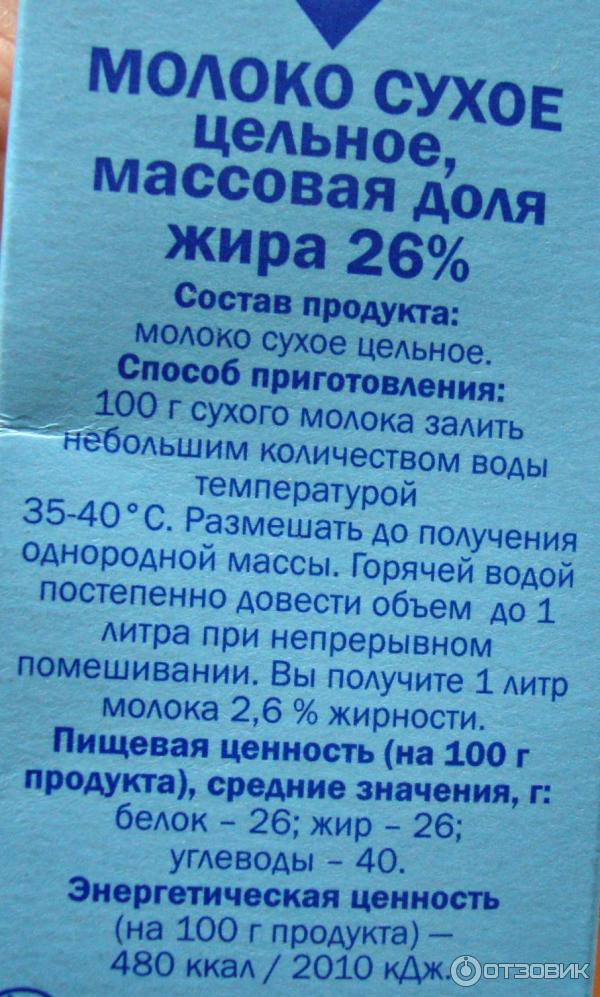 МОЛОКО СУХОЕ
цельное,
массовая доля
жира 26%
Состав продукта:
молоко сухое цельное.
Способ приготовления:
100 г сухого молока залить
небольшим количеством воды
температурой
35-40°С. Размешать до получения
однородной массы. Горячей водой
постепенно довести объем до 1
литра при непрерывном
помешивании. Вы получите 1 литр
молока 2,6 % жирности.
Пищевая ценность (на 100 г
продукта), средние значения, г:
белок – 26; жир – 26;
углеводы – 40.
Энергетическая ценность
(на 100 г продукта) —
480 ккал / 2010 кДж.
ОТЗОВИК